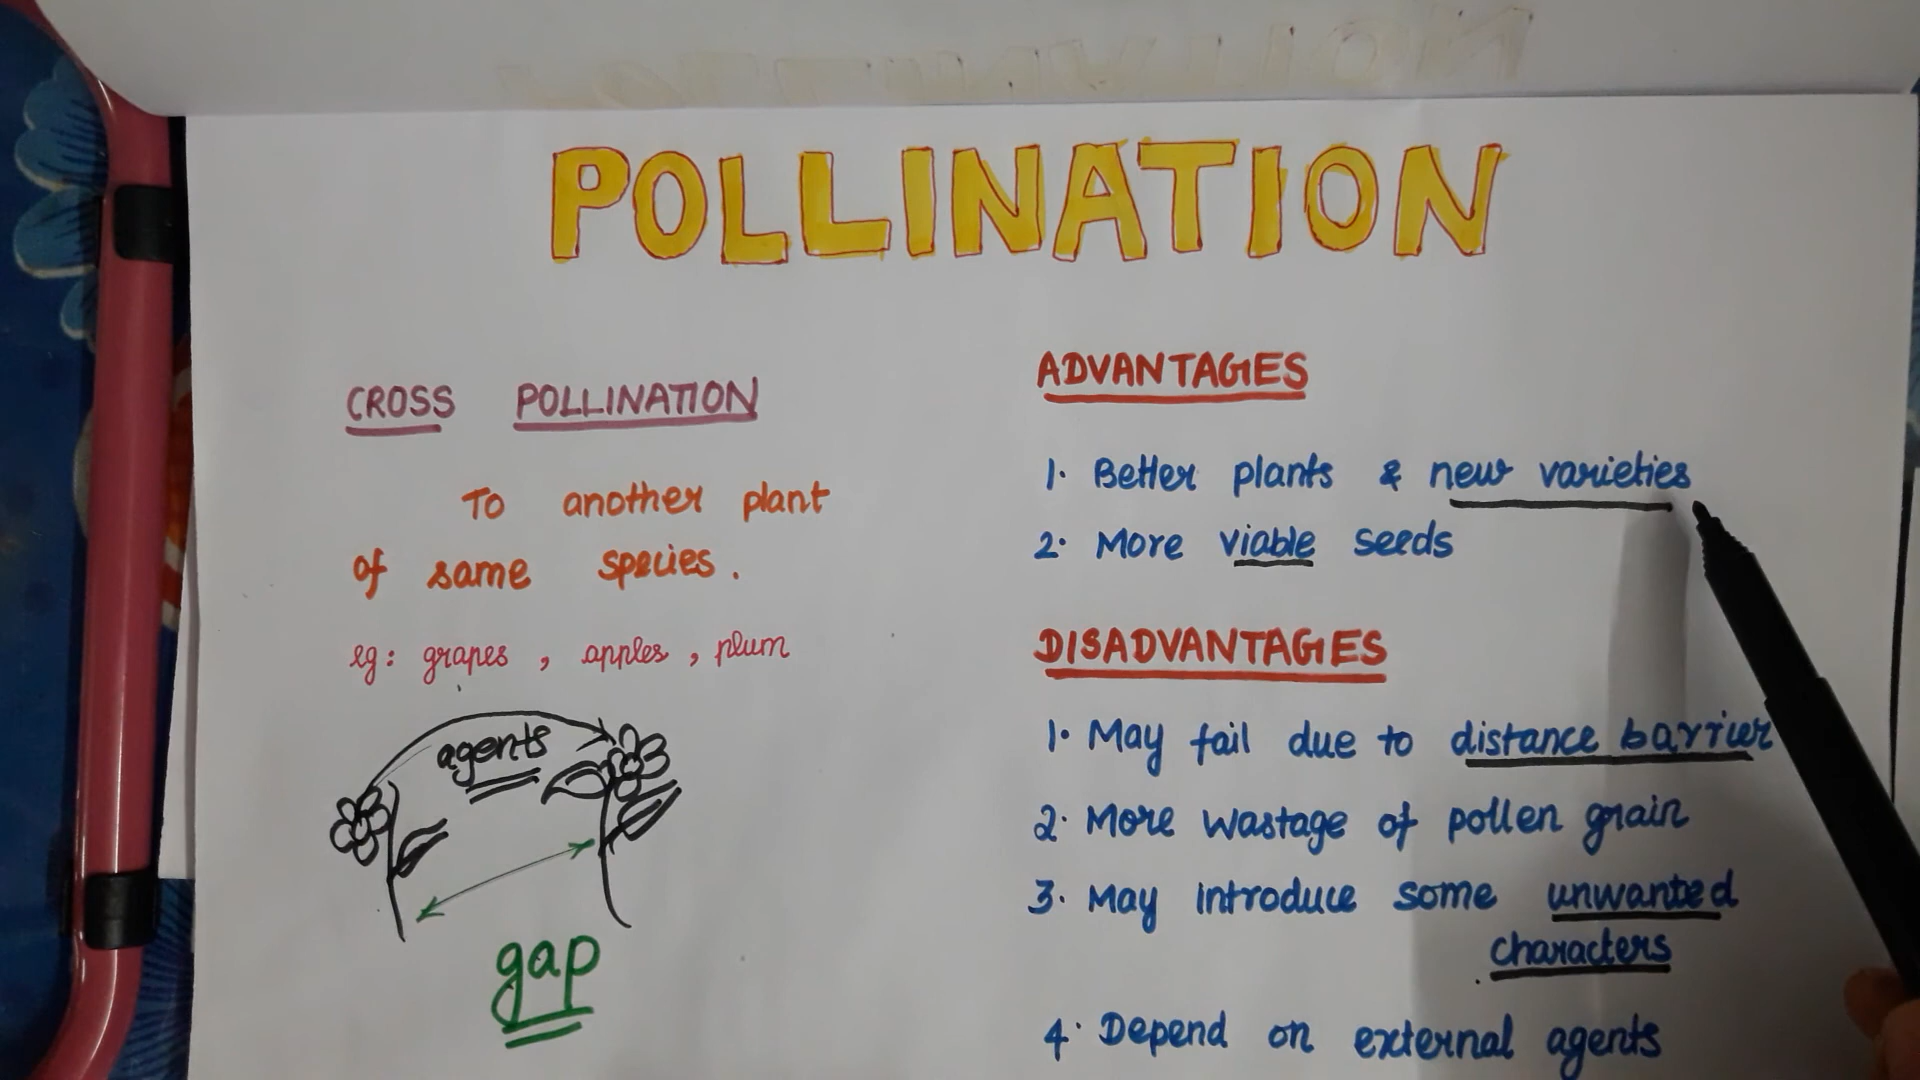 POLLINATION
CROSS POLLINATION
To another plant
of same species.
eg: grapes, apples, plum
agents
gap
ADVANTAGES
1. Better plants & new varieties
2. More viable seeds
DISADVANTAGES
1. May fail due to distance barrier
2. More wastage of pollen grain
3. May introduce some unwanted
characters
4. Depend on external agents